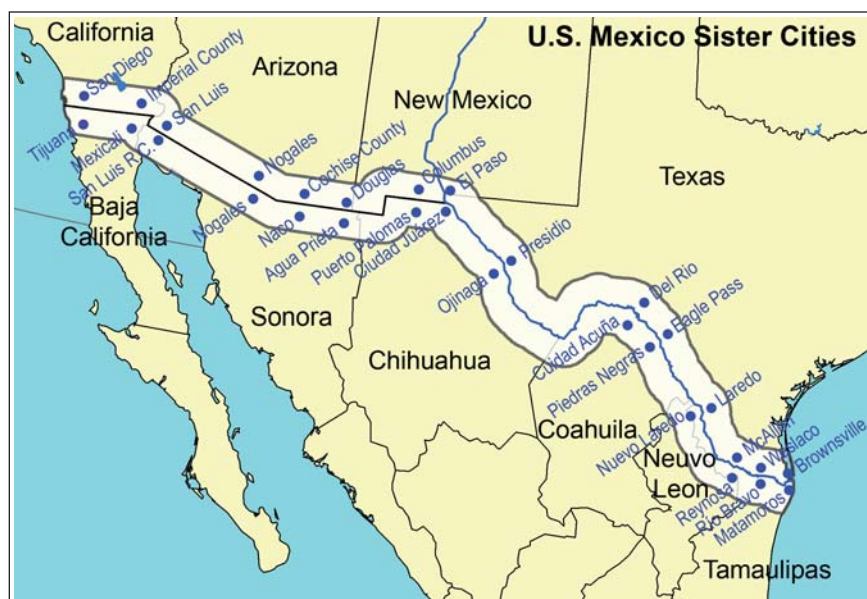 U.S. Mexico Sister Cities
California
Arizona
New Mexico
Texas
San Diego
Imperial County
San Luis
Tijuana
Mexicali
San Luis R.C.
Nogales
Cochise County
Douglas
Columbus
El Paso
Nogales
Naco
Agua Prieta
Puerto Palomas
Ciudad Juárez
Baja
California
Sonora
Chihuahua
Presidio
Ojinaga
Del Rio
Eagle Pass
Cuidad Acuña
Piedras Negras
Coahuila
Laredo
Nuevo Laredo
Neuvo
Leon
McAllen
Weslaco
Brownsville
Reynosa
Rio Bravo
Matamoros
Tamaulipas